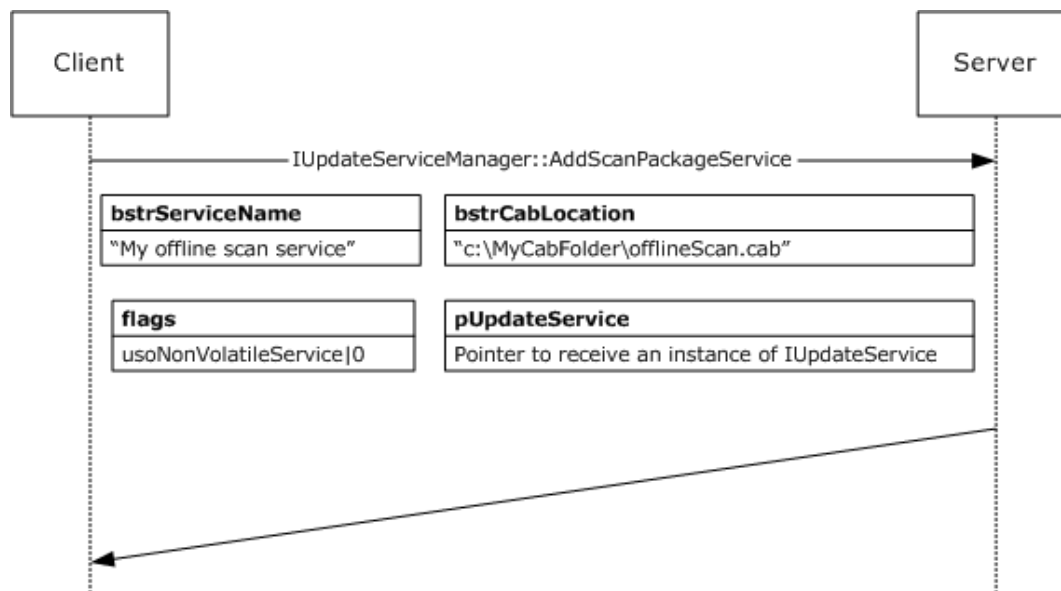 Client
Server
IUpdateServiceManager::AddScanPackageService
bstrServiceName
bstrCabLocation
“My offline scan service”
“c:\MyCabFolder\offlineScan.cab”
flags
pUpdateService
usoNonVolatileService|0
Pointer to receive an instance of IUpdateService